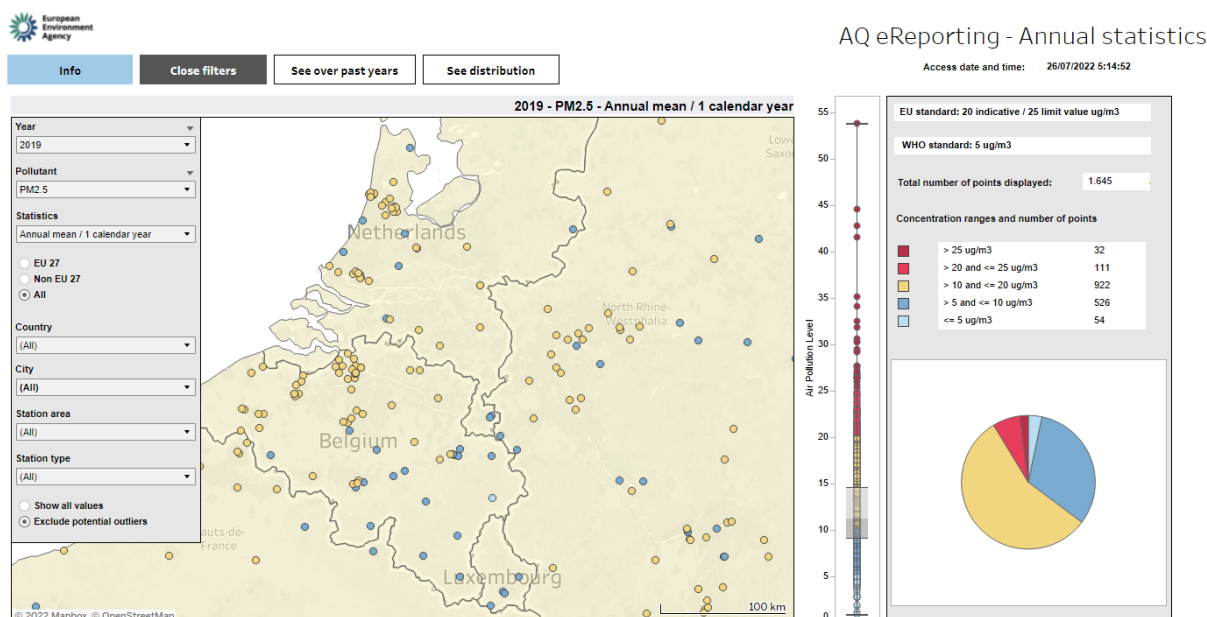 European
Environment
Agency
AQ eReporting - Annual statistics
Access date and time: 26/07/2022 5:14:52
Info
Close filters
See over past years
See distribution
2019 - PM2.5 - Annual mean / 1 calendar year
Year
2019
Pollutant
PM2.5
Statistics
Annual mean / 1 calendar year
EU 27
Non EU 27
All
Country
(All)
City
(All)
Station area
(All)
Station type
(All)
Show all values
Exclude potential outliers
Lowe
Saxon
Netherlands
North Rhine-
Westphalia
Belgium
auts-de-
France
Luxembourg
100 km
© 2022 Mapbox © OpenStreetMap
Air Pollution Level
55
50
45
40
35
30
25
20
15
10
5
0
EU standard: 20 indicative / 25 limit value ug/m3
WHO standard: 5 ug/m3
Total number of points displayed: 1.645
Concentration ranges and number of points
> 25 ug/m3 32
> 20 and <= 25 ug/m3 111
> 10 and <= 20 ug/m3 922
> 5 and <= 10 ug/m3 526
<= 5 ug/m3 54